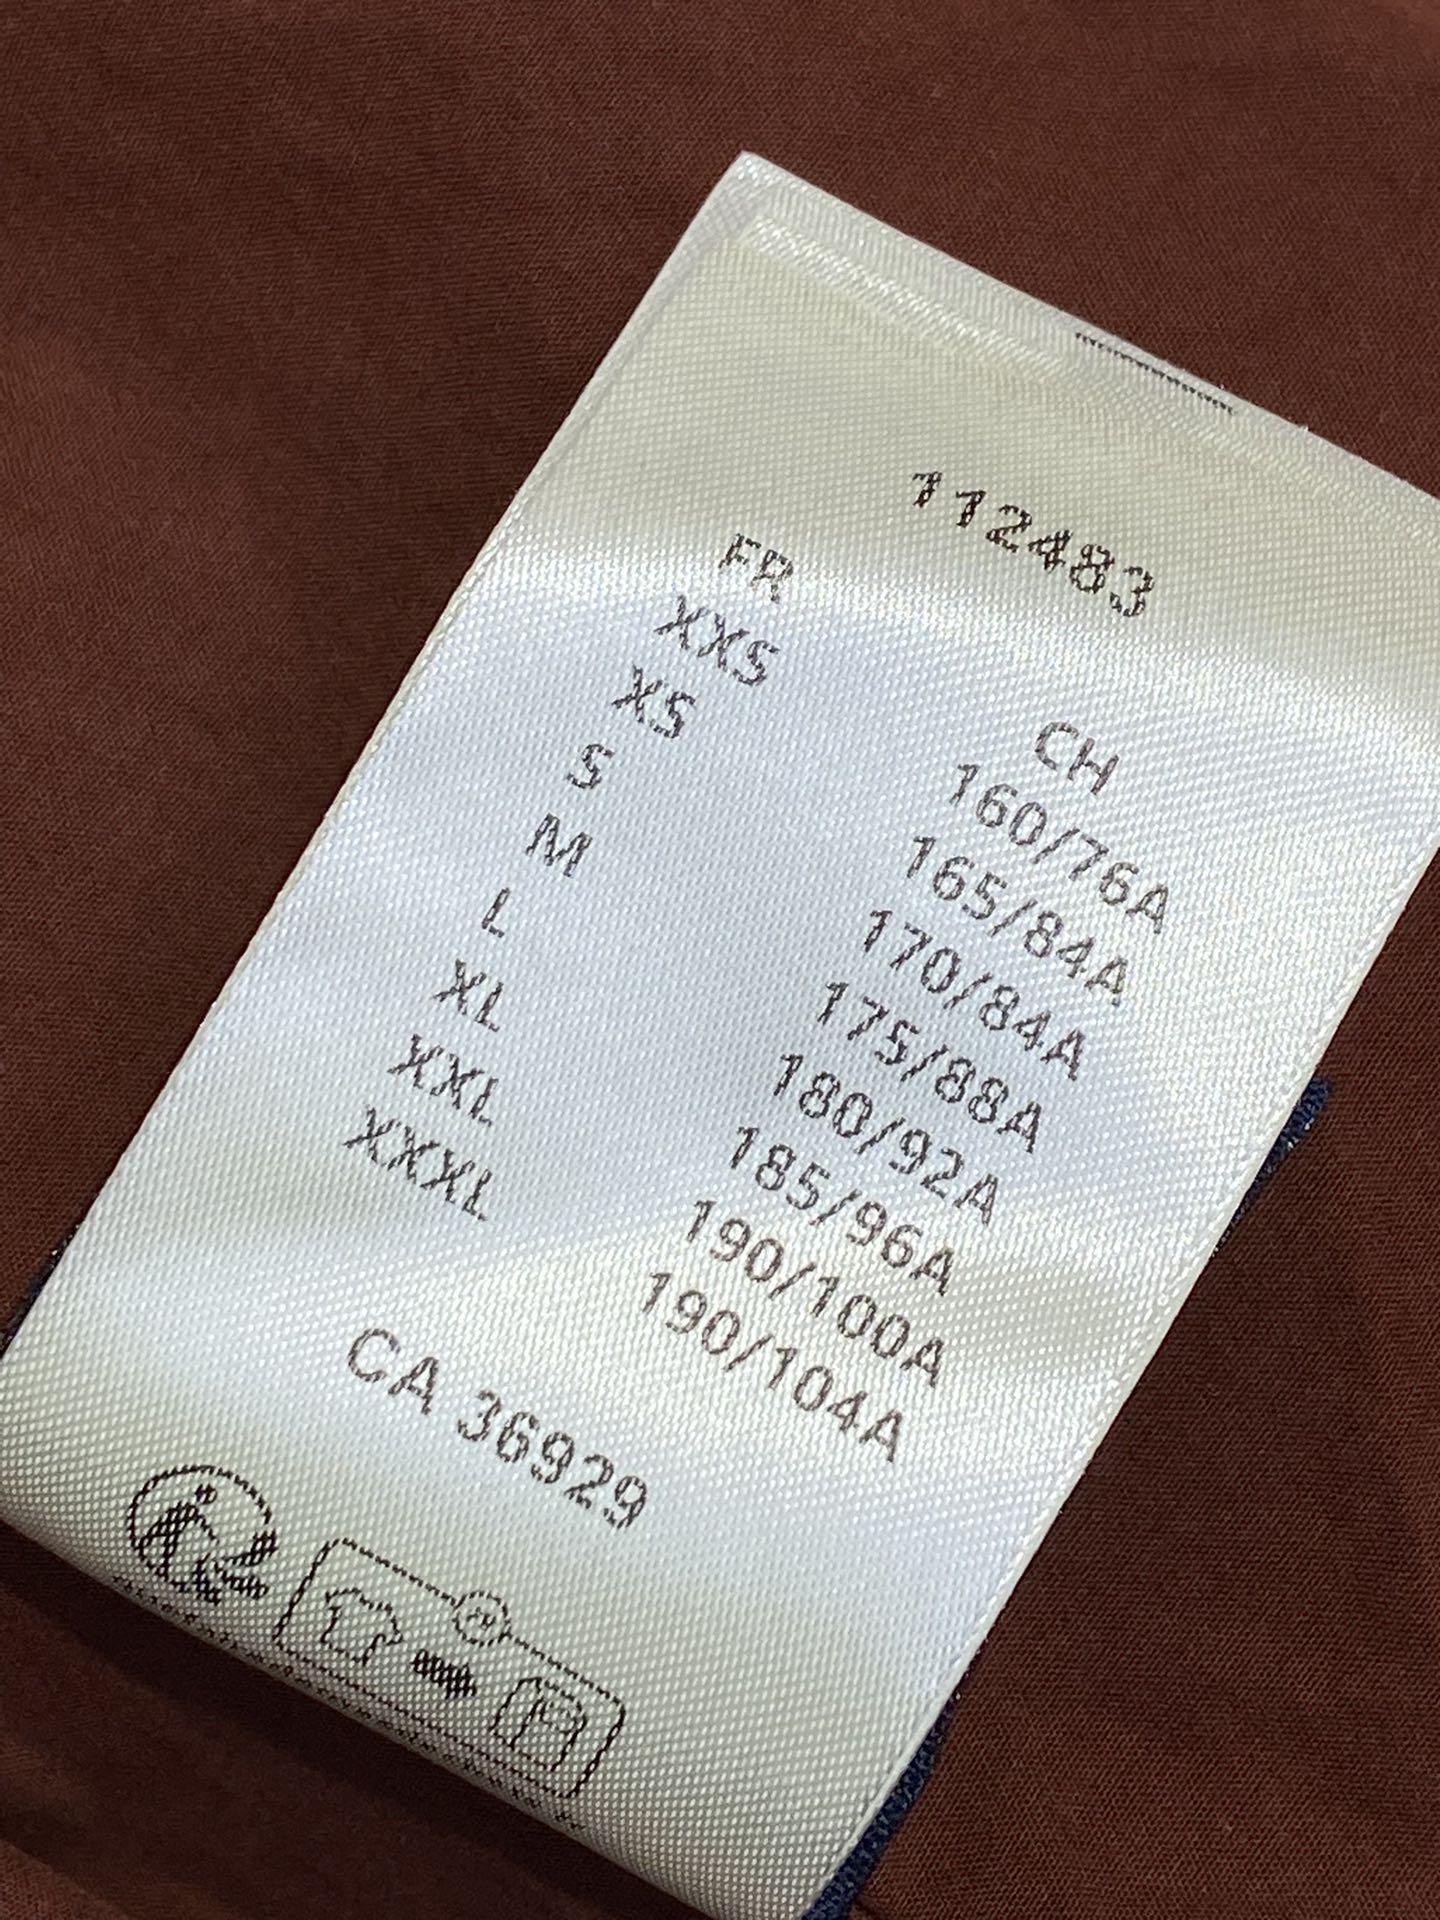 112483
FR CH
XXS 160/76A
XS 165/84A
S 170/84A
M 175/88A
L 180/92A
XL 185/96A
XXL 190/100A
XXXL 190/104A
CA 36929
FR